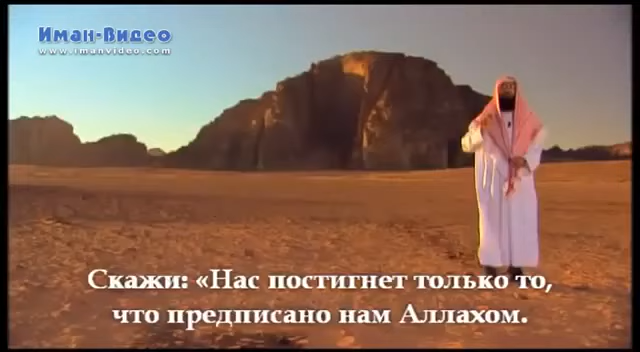 Иман-Видео
www.imanvideo.com
Скажи: «Нас постигнет только то,
что предписано нам Аллахом.